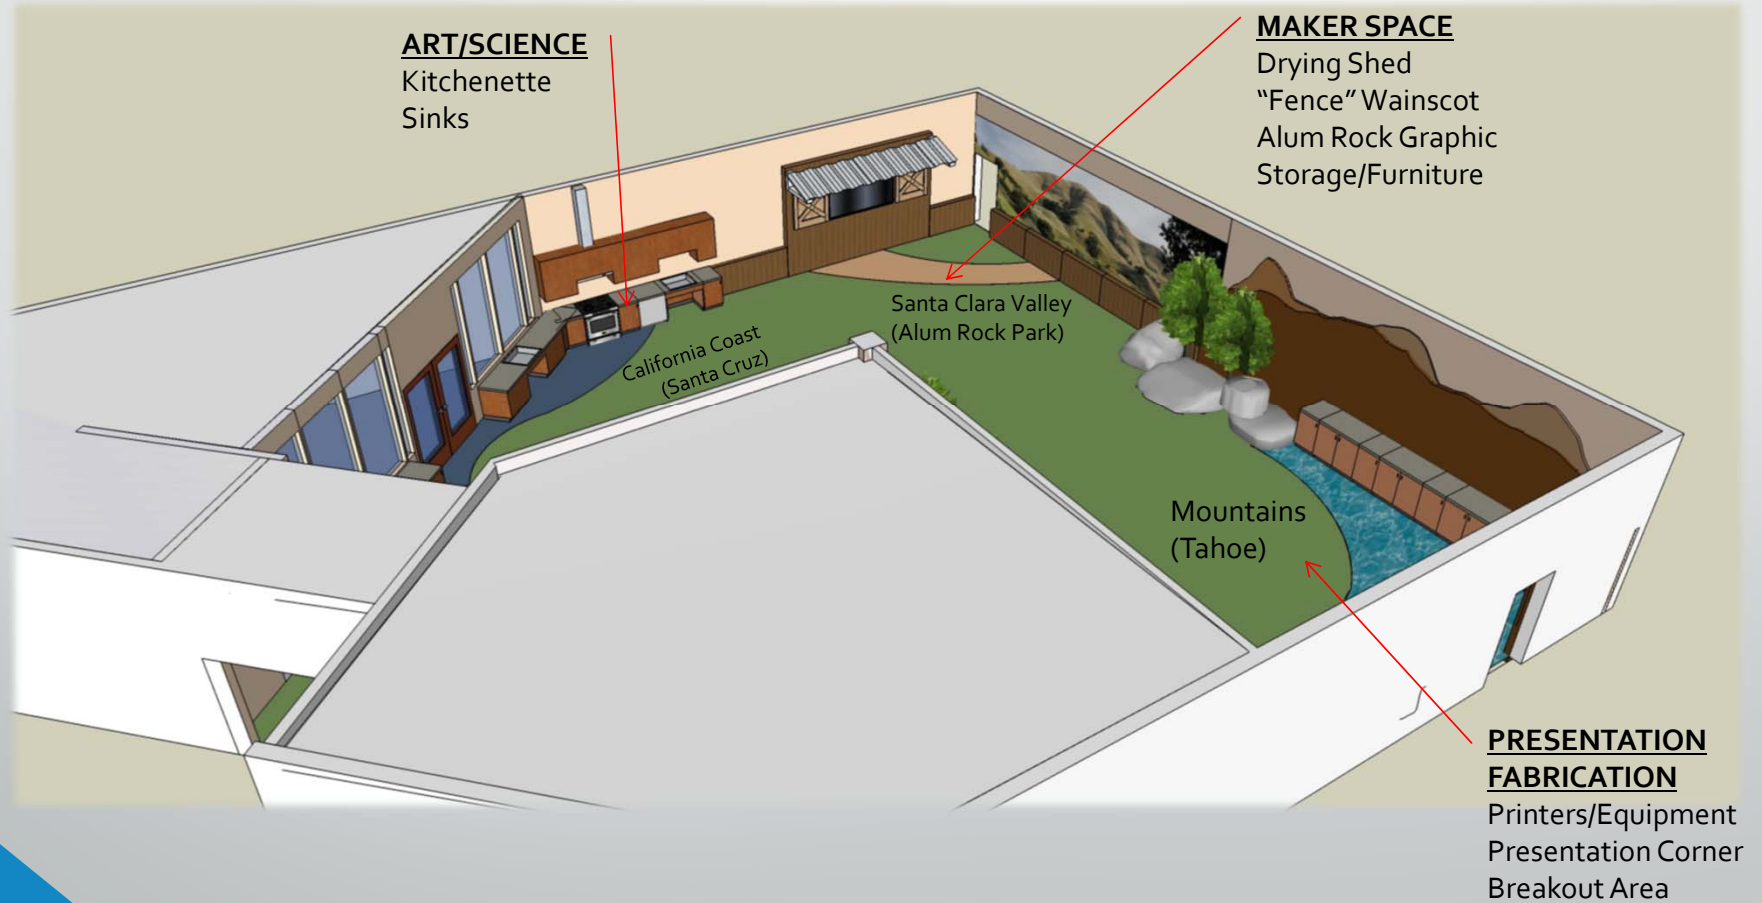 ART/SCIENCE
Kitchenette
Sinks
MAKER SPACE
Drying Shed
“Fence” Wainscot
Alum Rock Graphic
Storage/Furniture
Santa Clara Valley
(Alum Rock Park)
California Coast
(Santa Cruz)
Mountains
(Tahoe)
PRESENTATION
FABRICATION
Printers/Equipment
Presentation Corner
Breakout Area